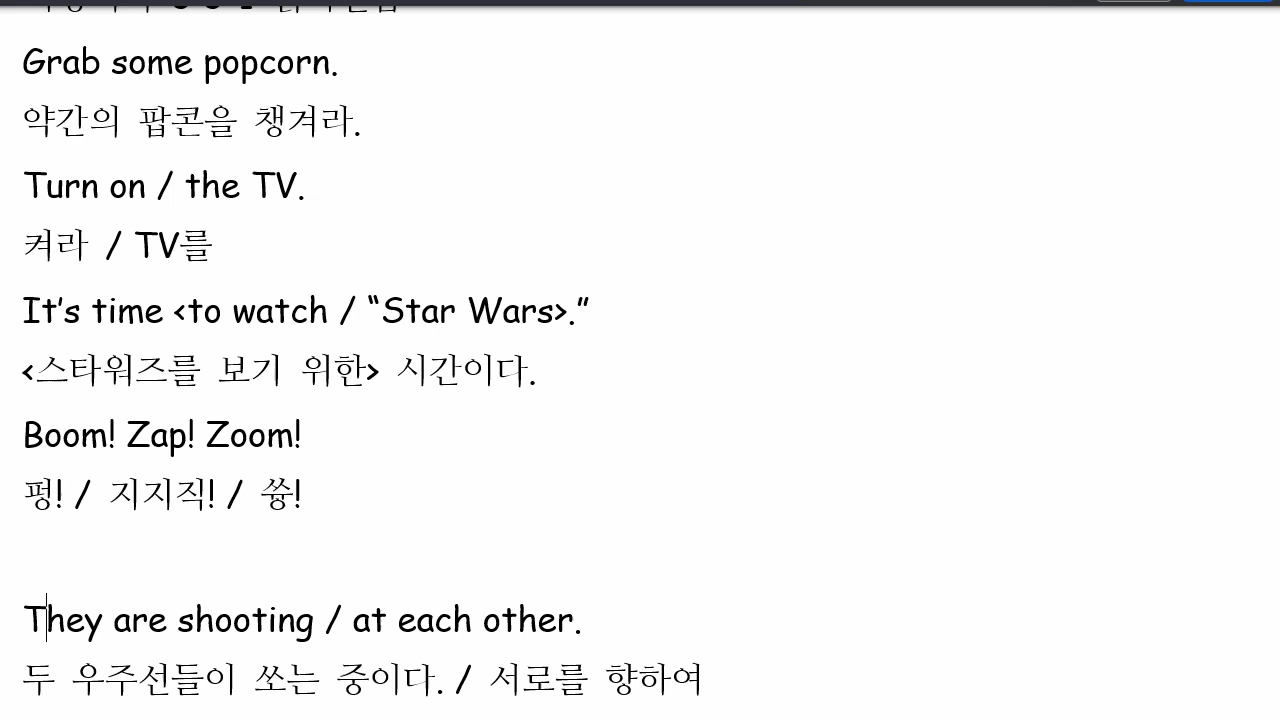 Grab some popcorn.
약간의 팝콘을 챙겨라.
Turn on / the TV.
켜라 / TV를
It’s time <to watch / “Star Wars>.”
<스타워즈를 보기 위한> 시간이다.
Boom! Zap! Zoom!
펑! / 지지직! / 쓩!
They are shooting / at each other.
두 우주선들이 쏘는 중이다. / 서로를 향하여